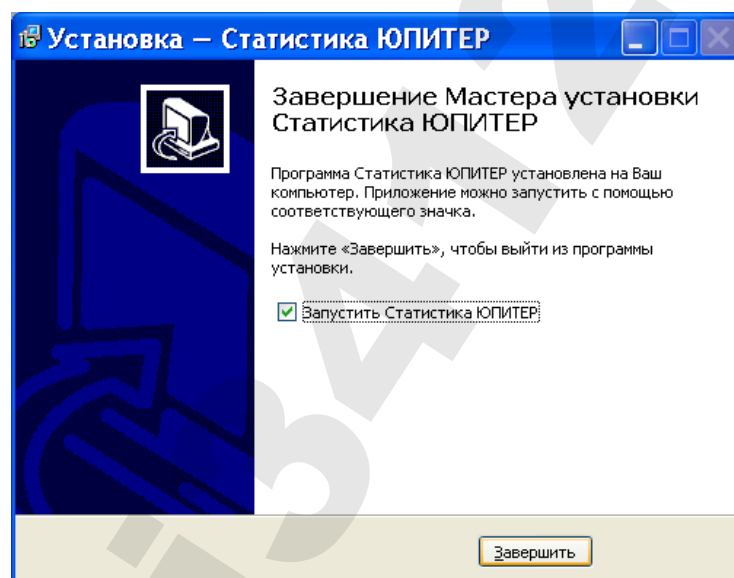 Установка — Статистика ЮПИТЕР
Завершение Мастера установки
Статистика ЮПИТЕР
Программа Статистика ЮПИТЕР установлена на Ваш
компьютер. Приложение можно запустить с помощью
соответствующего значка.
Нажмите «Завершить», чтобы выйти из программы
установки.
Запустить Статистика ЮПИТЕР
Завершить